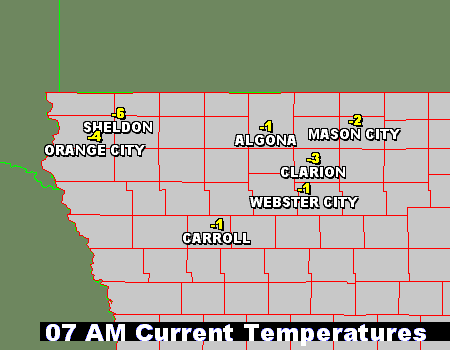 -6
SHELDON
-4
ORANGE CITY
-1
ALGONA
-2
MASON CITY
-3
CLARION
-1
WEBSTER CITY
-1
CARROLL
07 AM Current Temperatures